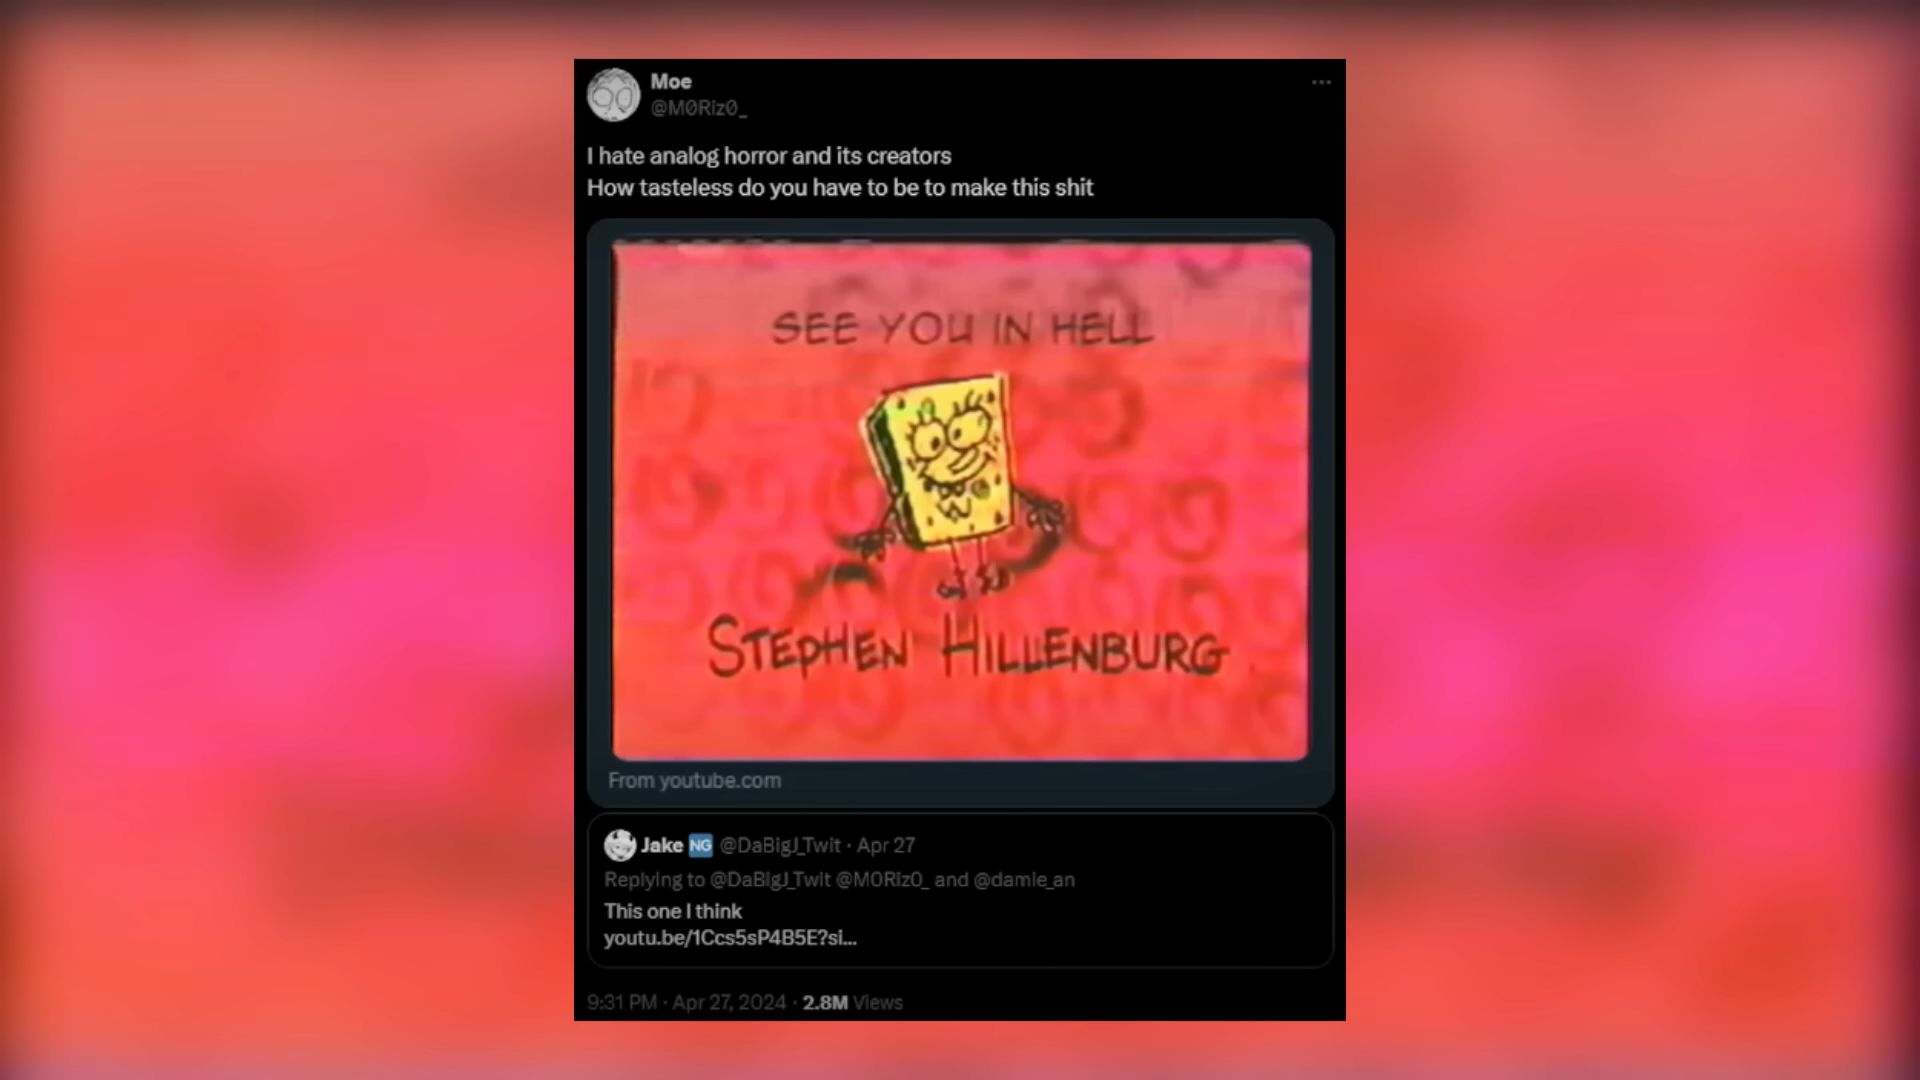 Moe
@M0Riz0_
I hate analog horror and its creators
How tasteless do you have to be to make this shit
SEE YOU IN HELL
STEPHEN HILLENBURG
From youtube.com
Jake NG @DaBigJ_Twit · Apr 27
Replying to @DaBigJ_Twit @M0Riz0_ and @damie_an
This one I think
youtu.be/1Ccs5sP4B5E?si...
9:31 PM · Apr 27, 2024 · 2.8M Views